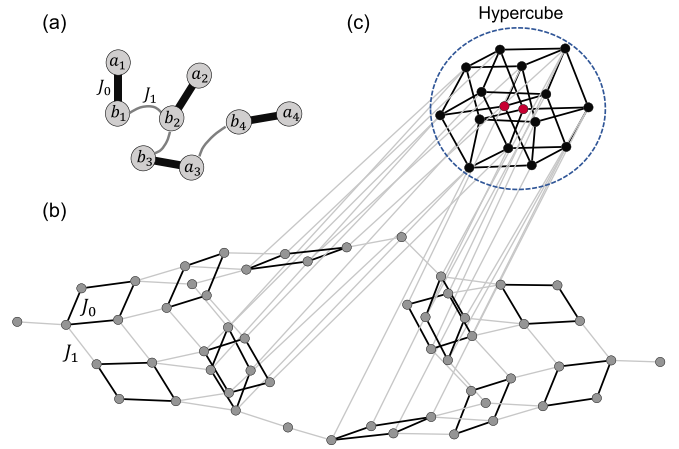 (a)
a₁
J₀
b₁
J₁
a₂
b₂
b₃
a₃
b₄
a₄
(c)
Hypercube
(b)
J₀
J₁